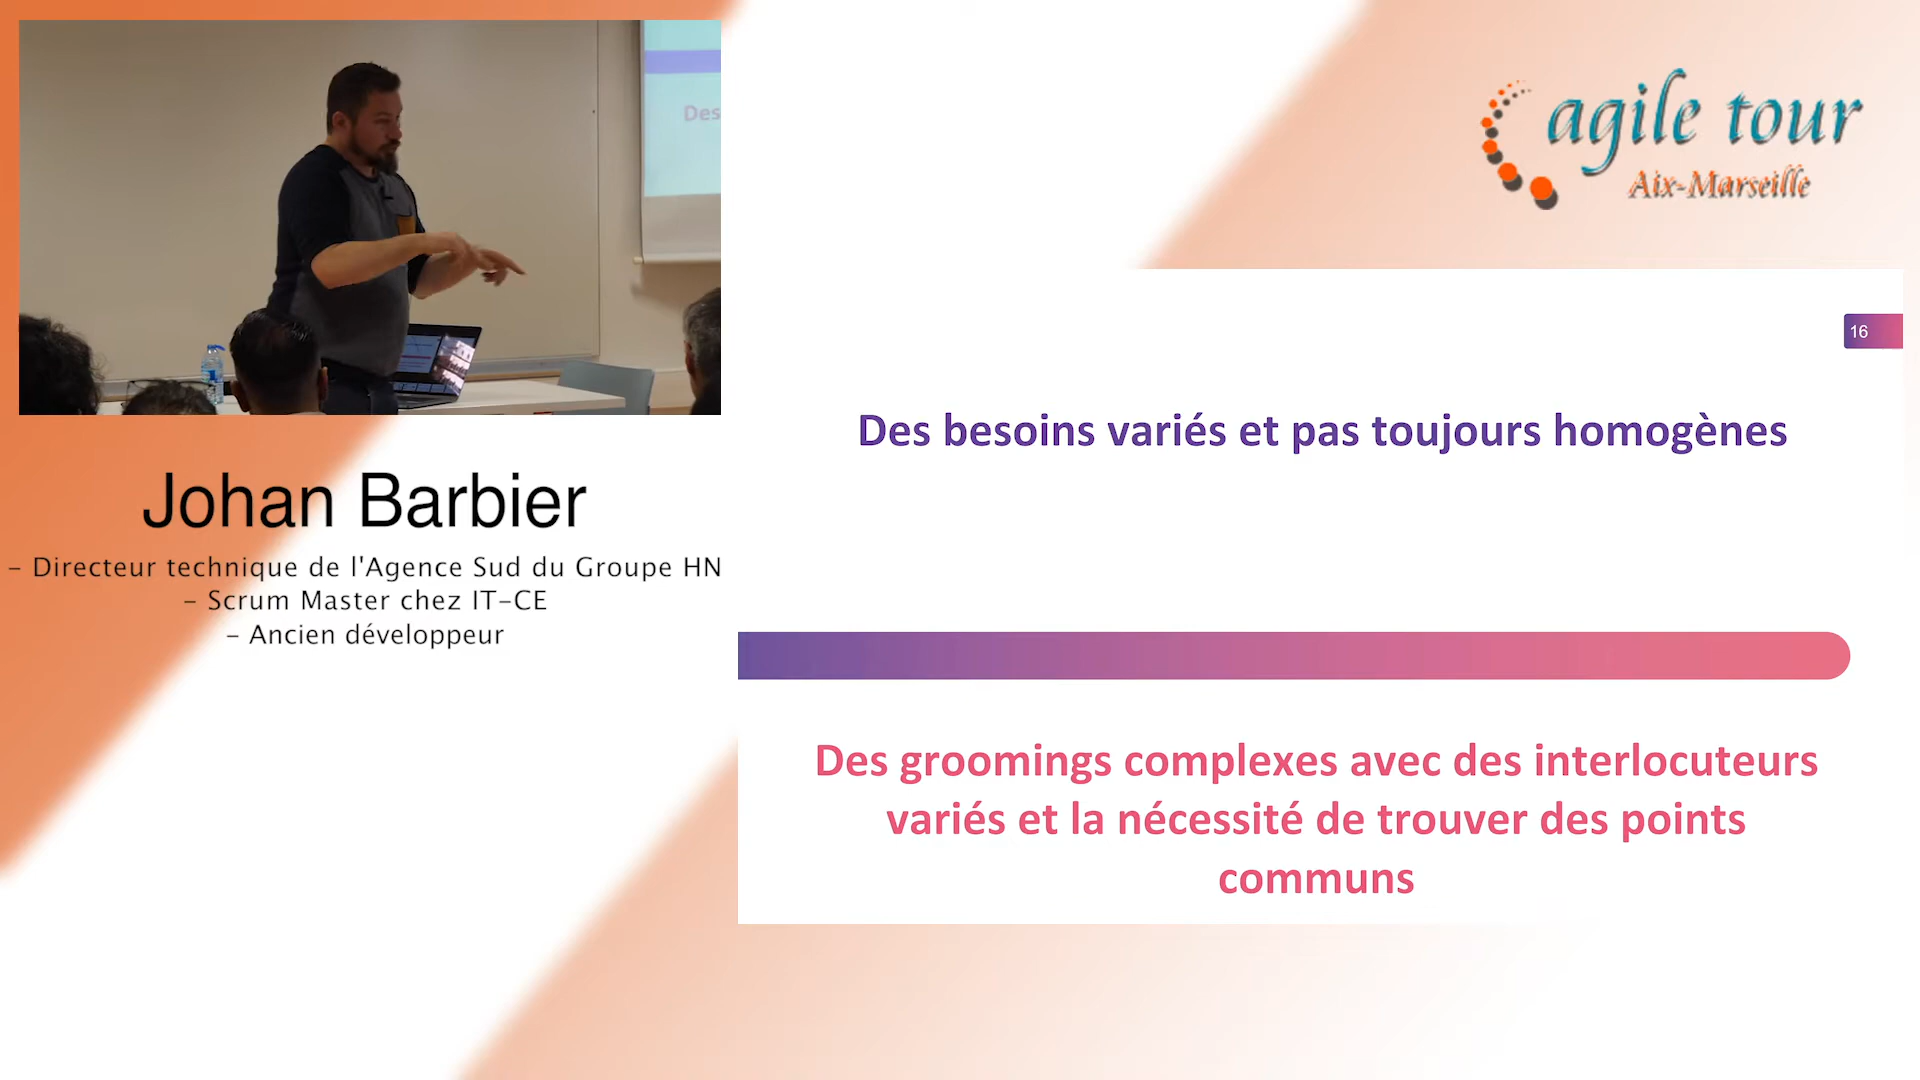 Des
agile tour
Aix-Marseille
16
Des besoins variés et pas toujours homogènes
Johan Barbier
- Directeur technique de l'Agence Sud du Groupe HN
- Scrum Master chez IT-CE
- Ancien développeur
Des groomings complexes avec des interlocuteurs
variés et la nécessité de trouver des points
communs